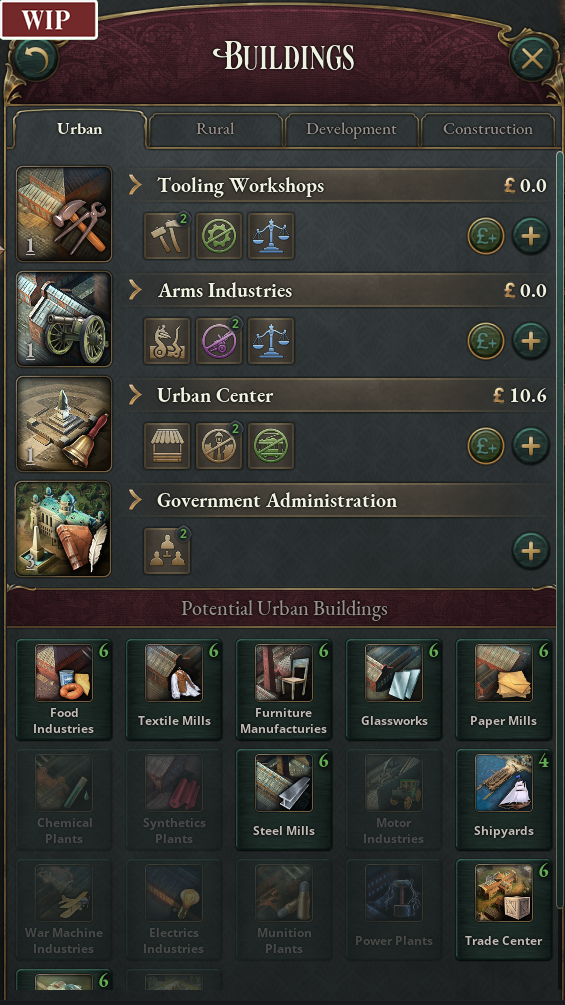 WIP
Buildings
Urban
Rural
Development
Construction
Tooling Workshops
£ 0.0
1
2
£+
Arms Industries
£ 0.0
1
2
£+
Urban Center
£ 10.6
1
2
£+
Government Administration
3
2
Potential Urban Buildings
6
6
6
6
6
Food
Industries
Textile Mills
Furniture
Manufacturies
Glassworks
Paper Mills
6
4
Chemical
Plants
Synthetics
Plants
Steel Mills
Motor
Industries
Shipyards
6
War Machine
Industries
Electrics
Industries
Munition
Plants
Power Plants
Trade Center
6